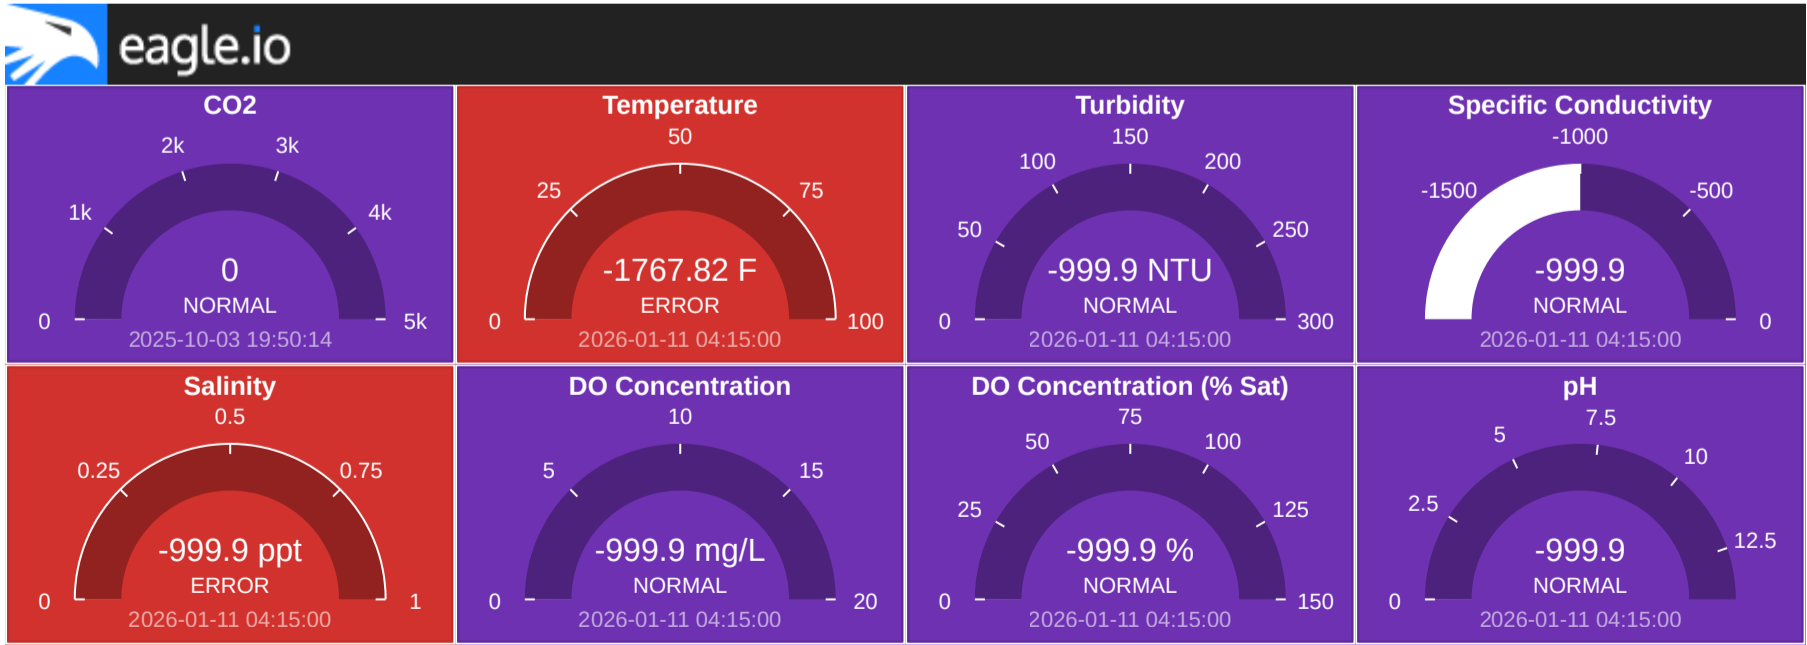 eagle.io
CO2
2k
3k
1k
4k
0
NORMAL
0
5k
2025-10-03 19:50:14
Temperature
50
25
75
-1767.82 F
ERROR
0
100
2026-01-11 04:15:00
Turbidity
150
100
200
50
250
-999.9 NTU
NORMAL
0
300
2026-01-11 04:15:00
Specific Conductivity
-1000
-1500
-500
-999.9
NORMAL
0
2026-01-11 04:15:00
Salinity
0.5
0.25
0.75
-999.9 ppt
ERROR
0
1
2026-01-11 04:15:00
DO Concentration
10
5
15
-999.9 mg/L
NORMAL
0
20
2026-01-11 04:15:00
DO Concentration (% Sat)
75
50
100
25
125
-999.9 %
NORMAL
0
150
2026-01-11 04:15:00
pH
7.5
5
10
2.5
12.5
-999.9
NORMAL
0
2026-01-11 04:15:00